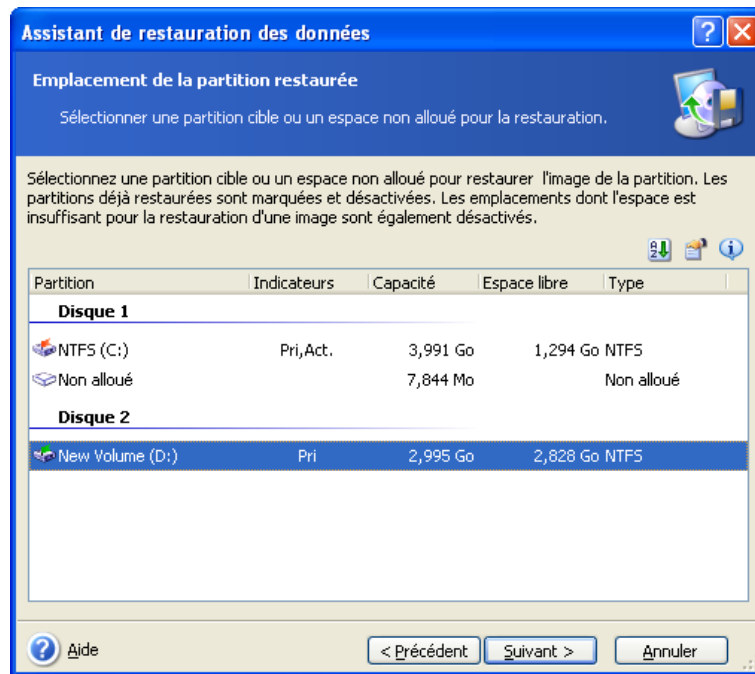 Assistant de restauration des données
Emplacement de la partition restaurée
Sélectionner une partition cible ou un espace non alloué pour la restauration.
Sélectionnez une partition cible ou un espace non alloué pour restaurer l'image de la partition. Les
partitions déjà restaurées sont marquées et désactivées. Les emplacements dont l'espace est
insuffisant pour la restauration d'une image sont également désactivés.
Partition Indicateurs Capacité Espace libre Type
Disque 1
NTFS (C:) Pri,Act. 3,991 Go 1,294 Go NTFS
Non alloué 7,844 Mo Non alloué
Disque 2
New Volume (D:) Pri 2,995 Go 2,828 Go NTFS
Aide < Précédent Suivant > Annuler